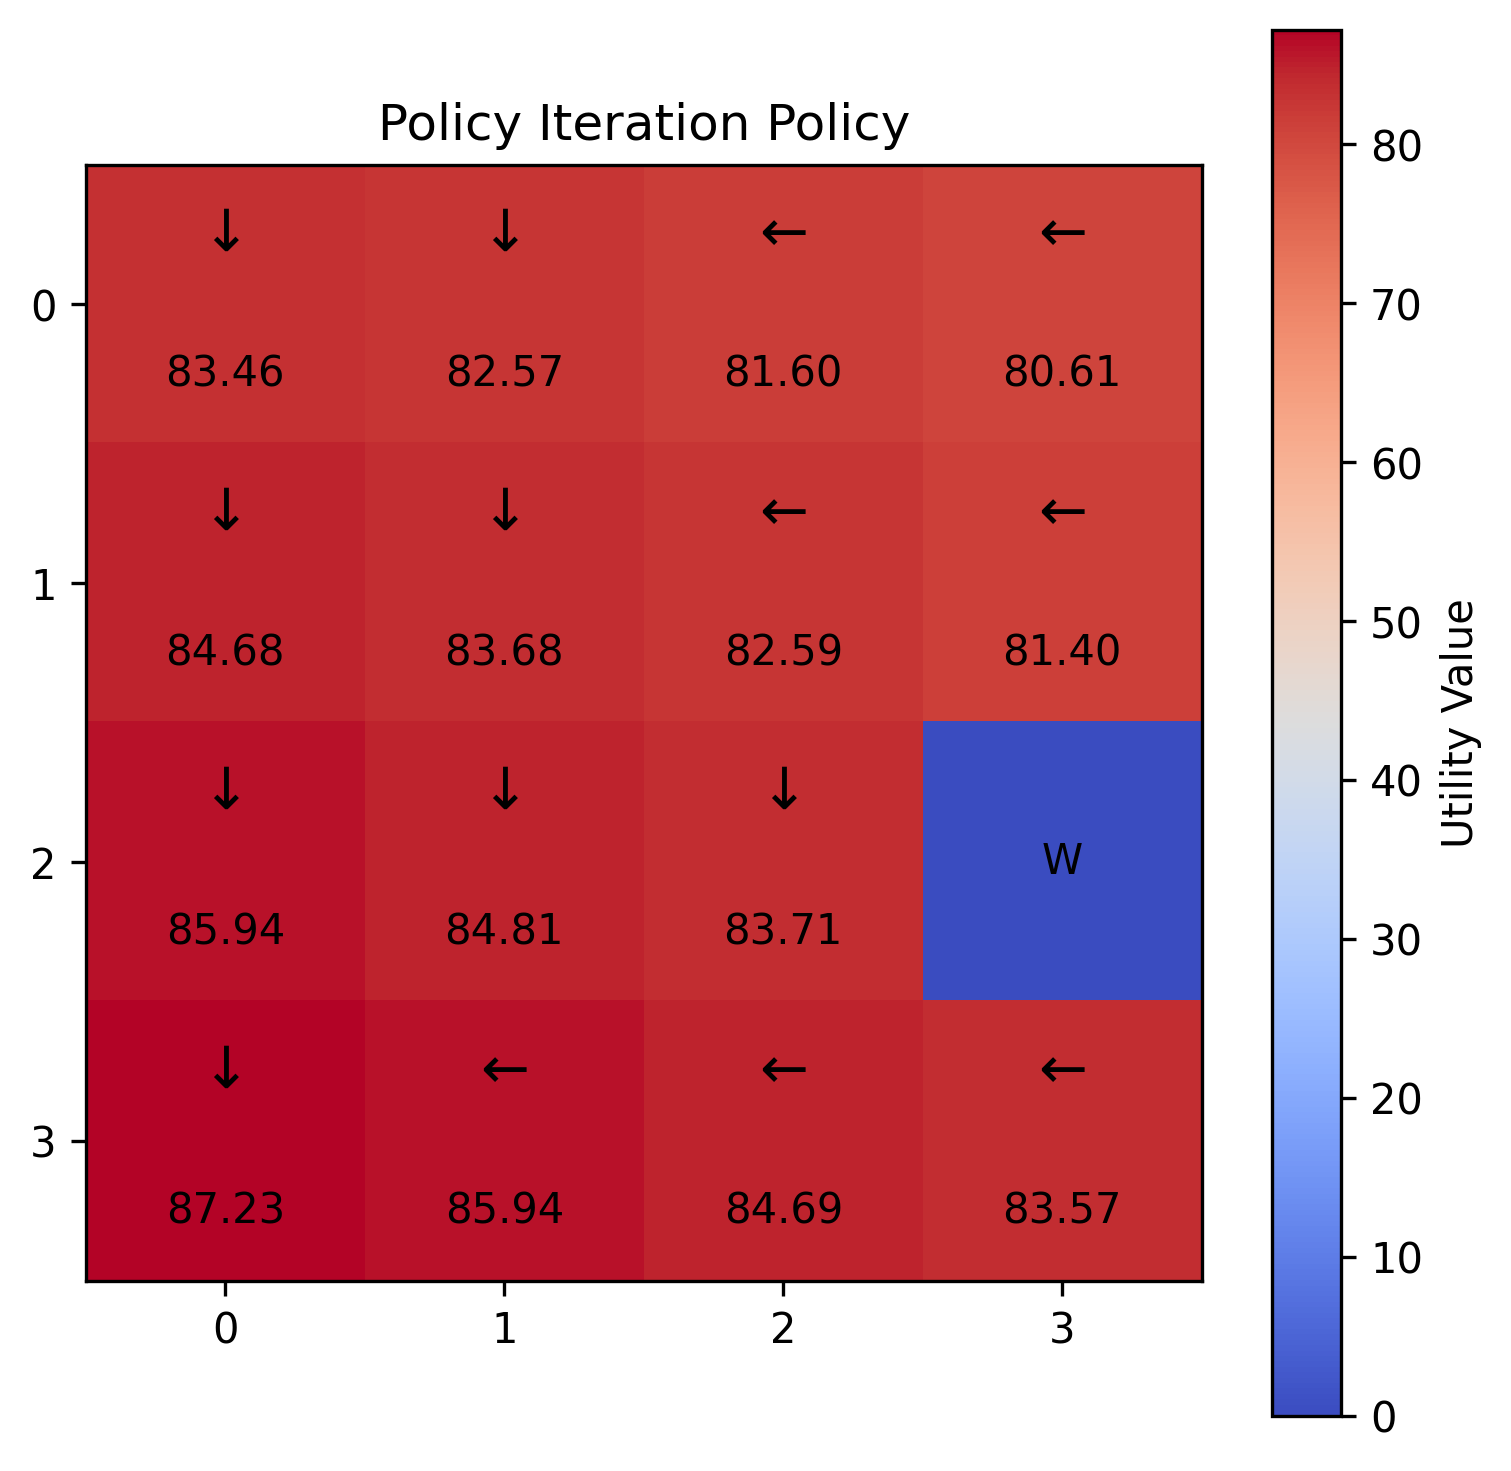 Policy Iteration Policy
↓ ↓ ← ←
0
83.46 82.57 81.60 80.61
↓ ↓ ← ←
1
84.68 83.68 82.59 81.40
↓ ↓ ↓
2
W
85.94 84.81 83.71
↓ ← ← ←
3
87.23 85.94 84.69 83.57
0 1 2 3
80
70
60
50
40
30
20
10
0
Utility Value